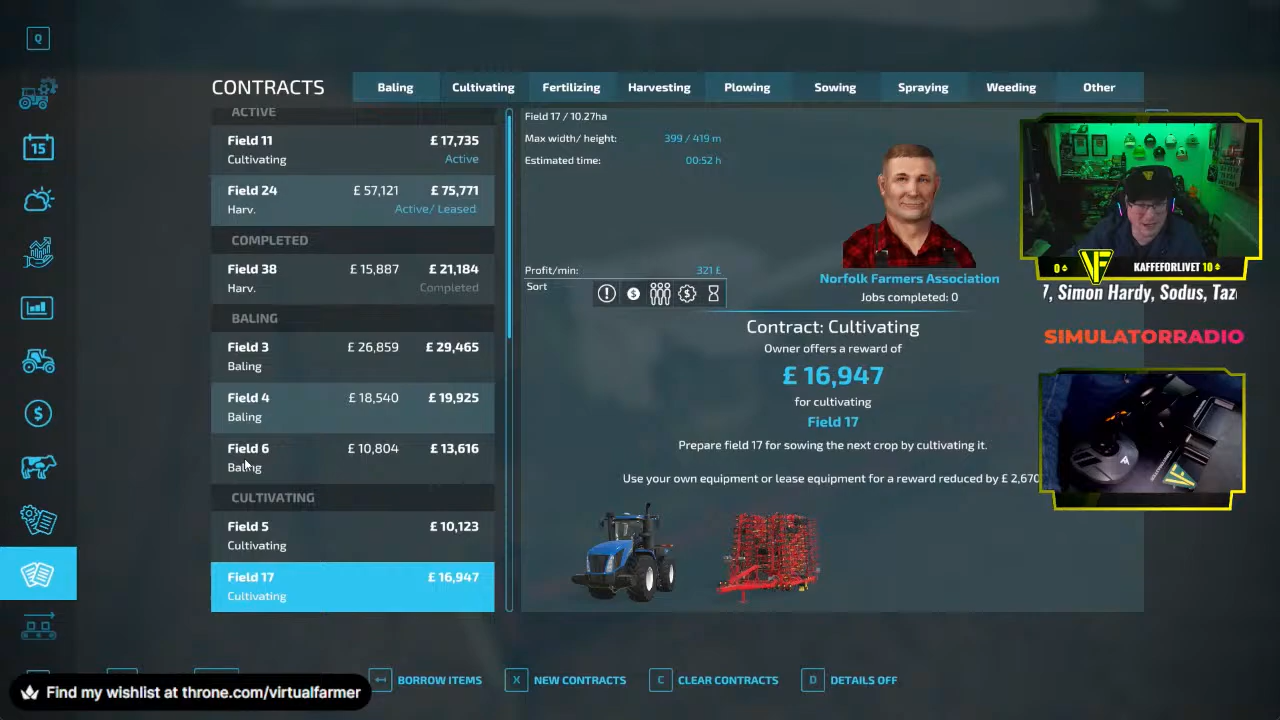 Q
CONTRACTS
Baling
Cultivating
Fertilizing
Harvesting
Plowing
Sowing
Spraying
Weeding
Other
15
ACTIVE
Field 11
£ 17,735
Cultivating
Active
Field 24
£ 57,121
£ 75,771
Harv.
Active/ Leased
COMPLETED
Field 38
£ 15,887
£ 21,184
Harv.
Completed
BALING
Field 3
£ 26,859
£ 29,465
Baling
Field 4
£ 18,540
£ 19,925
Baling
Field 6
£ 10,804
£ 13,616
Baling
CULTIVATING
Field 5
£ 10,123
Cultivating
Field 17
£ 16,947
Cultivating
Field 17 / 10.27ha
Max width/ height:
399 / 419 m
Estimated time:
00:52 h
Profit/min:
321 £
Sort
Norfolk Farmers Association
Jobs completed: 0
Contract: Cultivating
Owner offers a reward of
£ 16,947
for cultivating
Field 17
Prepare field 17 for sowing the next crop by cultivating it.
Use your own equipment or lease equipment for a reward reduced by £ 2,670
0
VF
KAFFEFORLIVET 10
7, Simon Hardy, Sodus, Taz
SIMULATORRADIO
VF
BORROW ITEMS
X
NEW CONTRACTS
C
CLEAR CONTRACTS
D
DETAILS OFF
Find my wishlist at throne.com/virtualfarmer